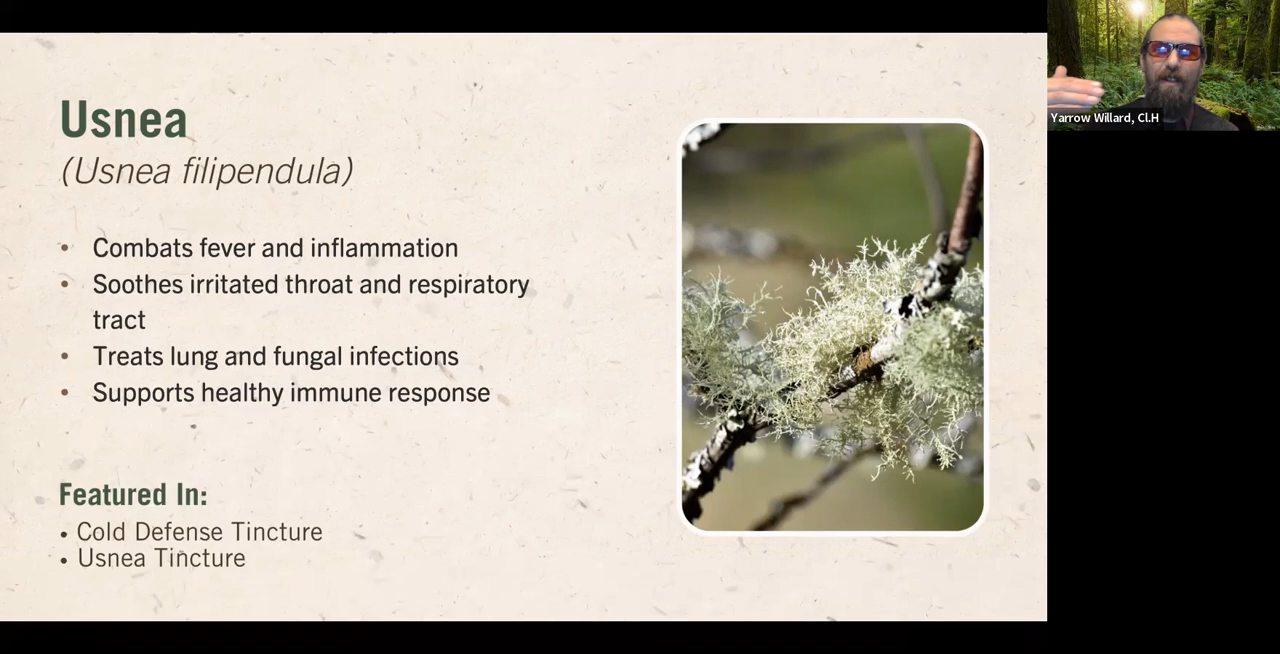 Usnea
(Usnea filipendula)
• Combats fever and inflammation
• Soothes irritated throat and respiratory
tract
• Treats lung and fungal infections
• Supports healthy immune response
Featured In:
• Cold Defense Tincture
• Usnea Tincture
Yarrow Willard, Cl.H